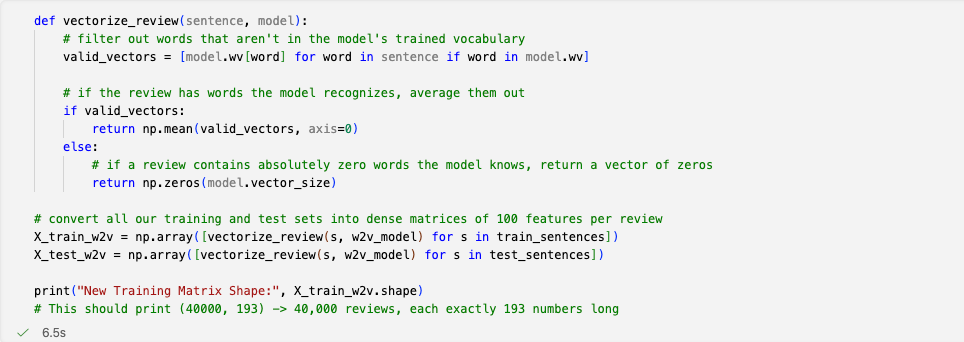 def vectorize_review(sentence, model):
    # filter out words that aren't in the model's trained vocabulary
    valid_vectors = [model.wv[word] for word in sentence if word in model.wv]

    # if the review has words the model recognizes, average them out
    if valid_vectors:
        return np.mean(valid_vectors, axis=0)
    else:
        # if a review contains absolutely zero words the model knows, return a vector of zeros
        return np.zeros(model.vector_size)

# convert all our training and test sets into dense matrices of 100 features per review
X_train_w2v = np.array([vectorize_review(s, w2v_model) for s in train_sentences])
X_test_w2v = np.array([vectorize_review(s, w2v_model) for s in test_sentences])

print("New Training Matrix Shape:", X_train_w2v.shape)
# This should print (40000, 193) -> 40,000 reviews, each exactly 193 numbers long
6.5s